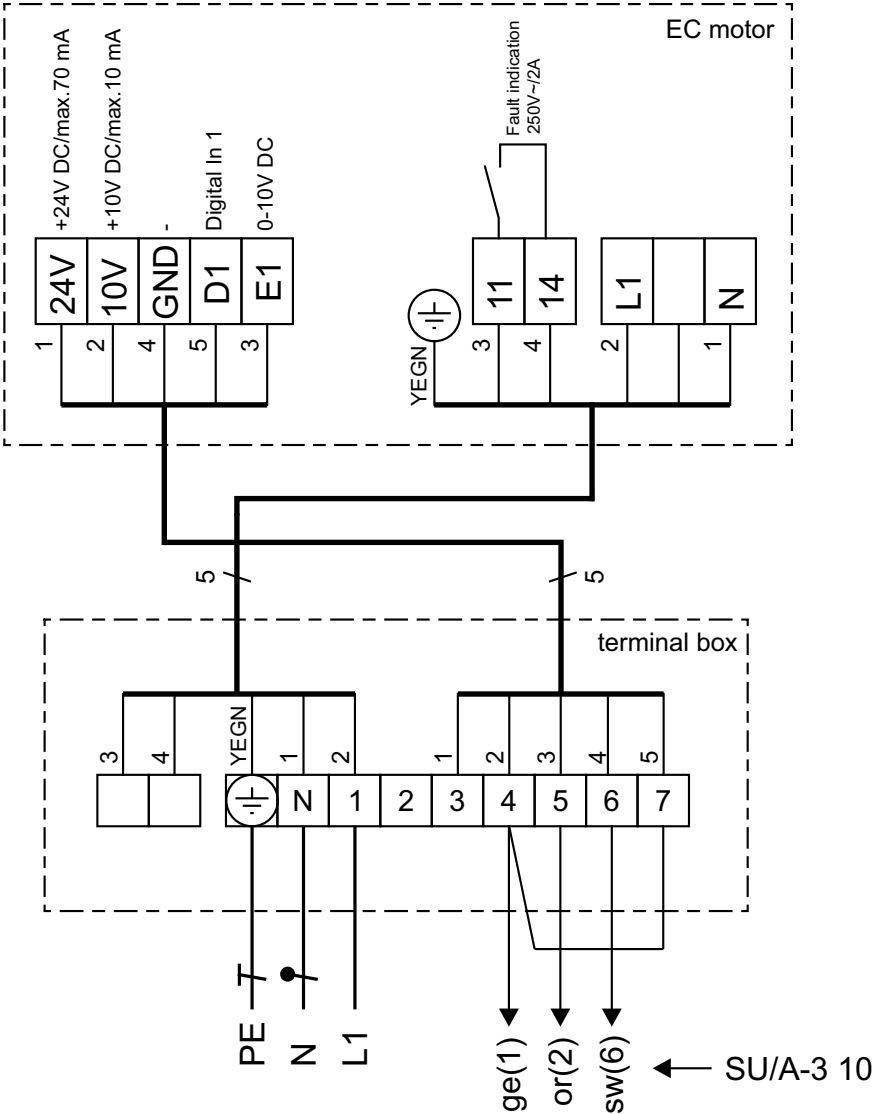 EC motor
+24V DC/max.70 mA
+10V DC/max.10 mA
-
Digital In 1
0-10V DC
Fault indication
250V~/2A
24V
10V
GND
D1
E1
11
14
L1
N
1
2
4
5
3
YEGN
3
4
2
1
5
5
terminal box
3
4
YEGN
1
2
1
2
3
4
5
N
1
2
3
4
5
6
7
PE
N
L1
ge(1)
or(2)
sw(6)
SU/A-3 10